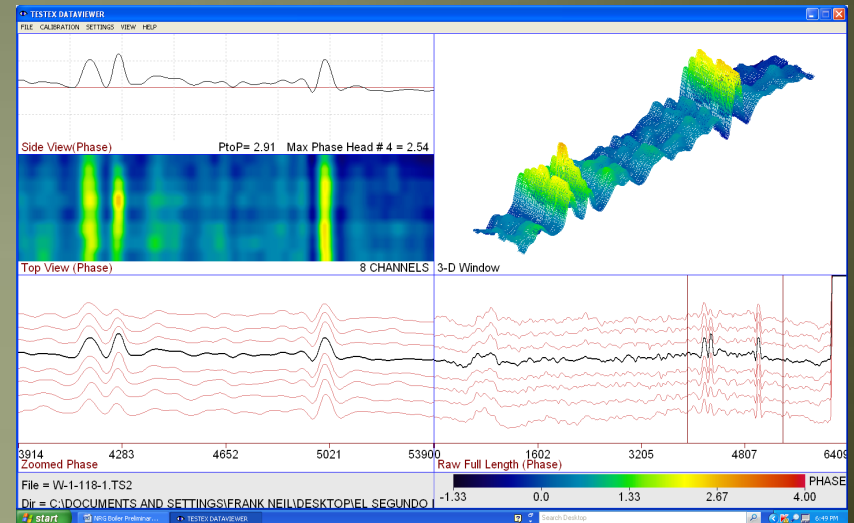 TESTEX DATAVIEWER
FILE CALIBRATION SETTINGS VIEW HELP
Side View(Phase) PtoP= 2.91 Max Phase Head # 4 = 2.54
Top View (Phase) 8 CHANNELS
3-D Window
3914 4283 4652 5021 5390
Zoomed Phase
0 1602 3205 4807 6409
Raw Full Length (Phase)
File = W-1-118-1.TS2
Dir = C:\DOCUMENTS AND SETTINGS\FRANK NEIL\DESKTOP\EL SEGUNDO
PHASE
-1.33 0.0 1.33 2.67 4.00
start NRG Boiler Preliminar... TESTEX DATAVIEWER Search Desktop 6:49 PM